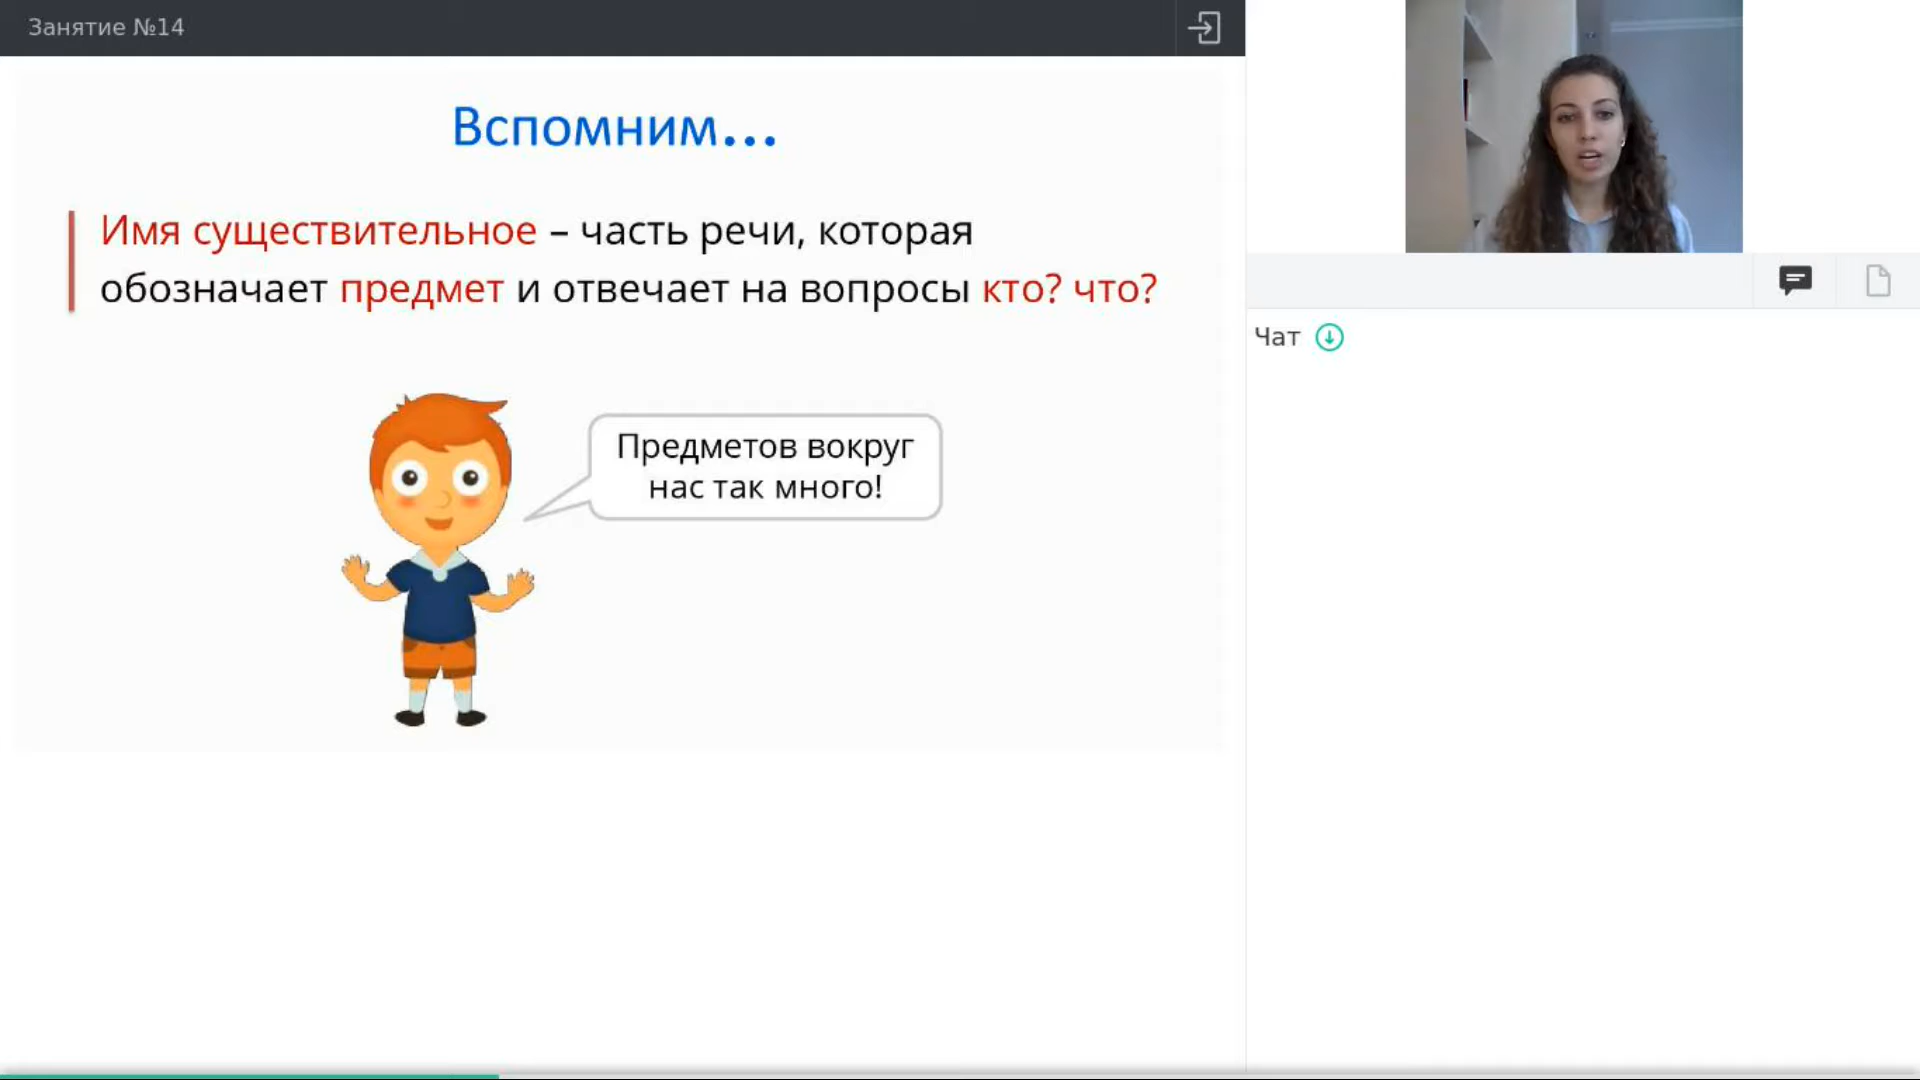 Занятие №14
Вспомним...
Имя существительное – часть речи, которая
обозначает предмет и отвечает на вопросы кто? что?
Предметов вокруг
нас так много!
Чат